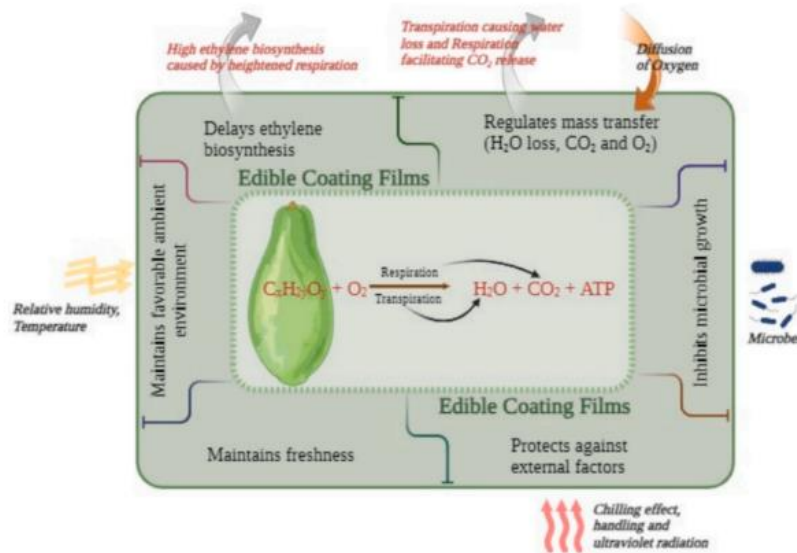 High ethylene biosynthesis
caused by heightened respiration
Transpiration causing water
loss and Respiration
facilitating CO₂ release
Diffusion
of Oxygen
Delays ethylene
biosynthesis
Regulates mass transfer
(H₂O loss, CO₂ and O₂)
Edible Coating Films
Maintains favorable ambient
environment
Relative humidity,
Temperature
+ O₂
Respiration
Transpiration
H₂O + CO₂ + ATP
Inhibits microbial growth
Microbe
Edible Coating Films
Maintains freshness
Protects against
external factors
Chilling effect,
handling and
ultraviolet radiation